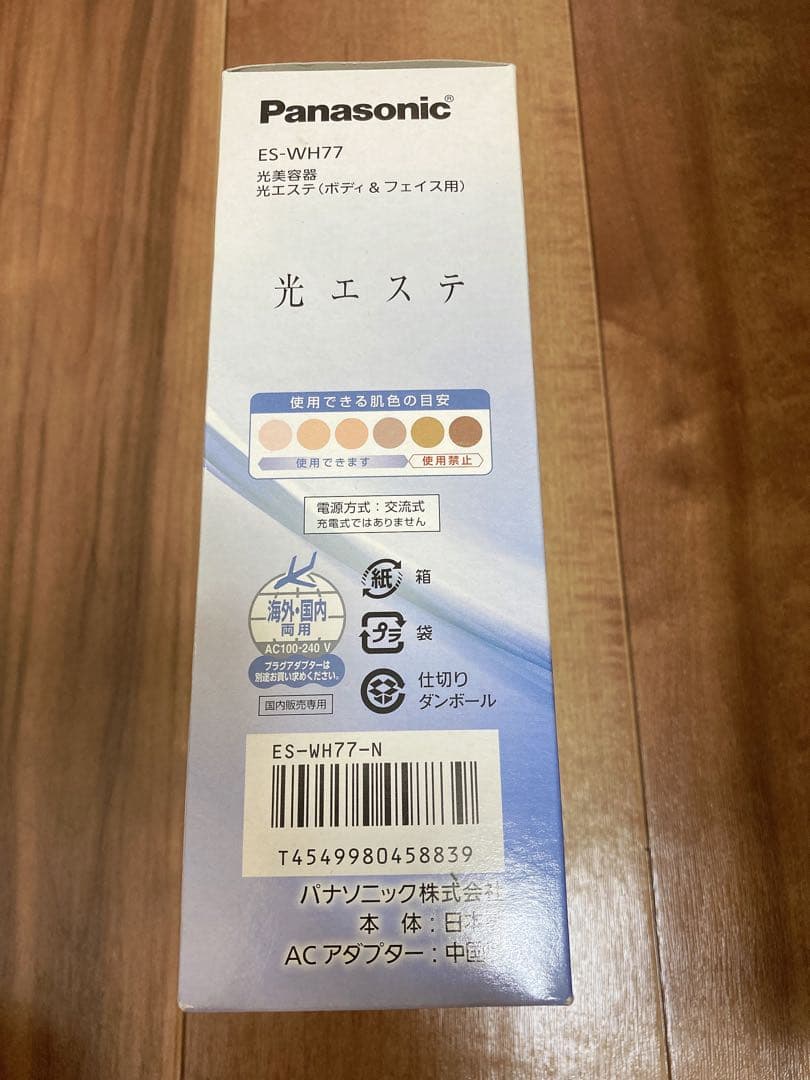 Panasonic®
ES-WH77
光美容器
光エステ(ボディ & フェイス用)
光エステ
使用できる肌色の目安
使用できます
使用禁止
電源方式:交流式
充電式ではありません
海外・国内
両用
AC100-240 V
プラグアダプターは
別途お買い求めください。
国内販売専用
紙 箱
プラ 袋
仕切り
ダンボール
ES-WH77-N
T4549980458839
パナソニック株式会社
本 体:日本
ACアダプター:中国